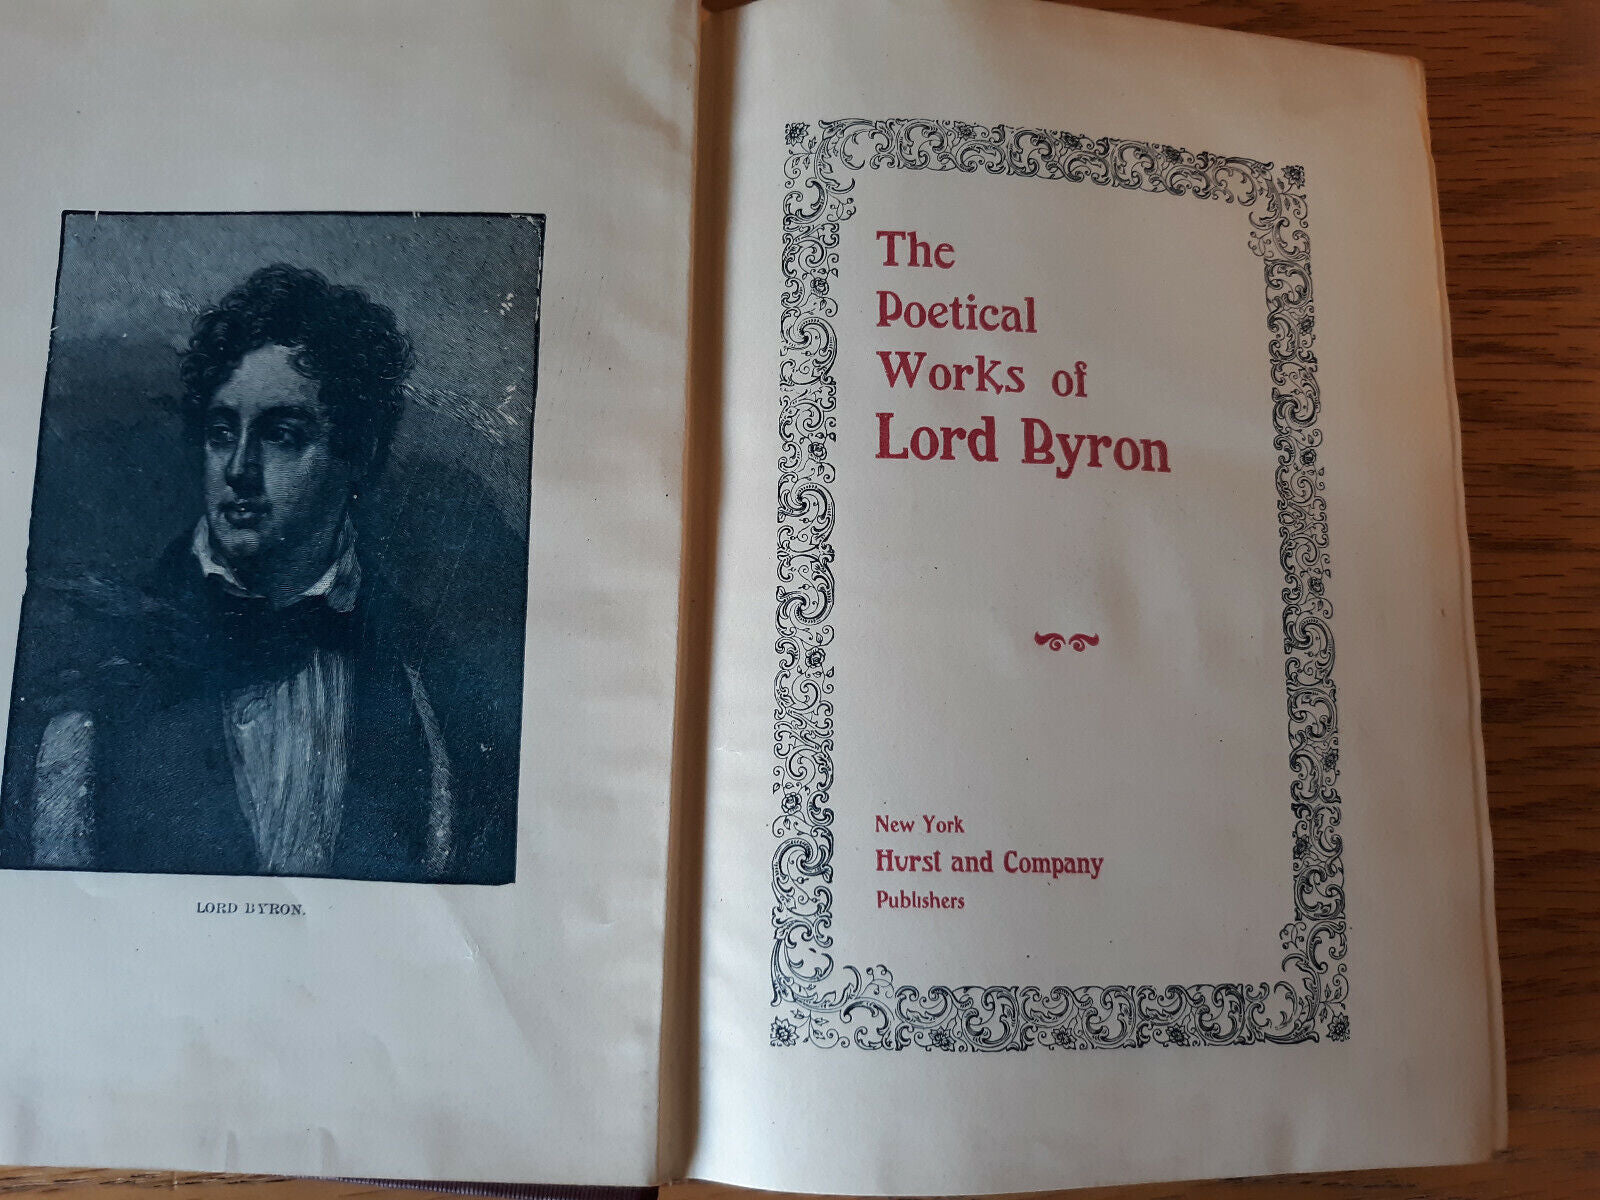 LORD BYRON.
The
Poetical
Works of
Lord Byron
New York
Hurst and Company
Publishers